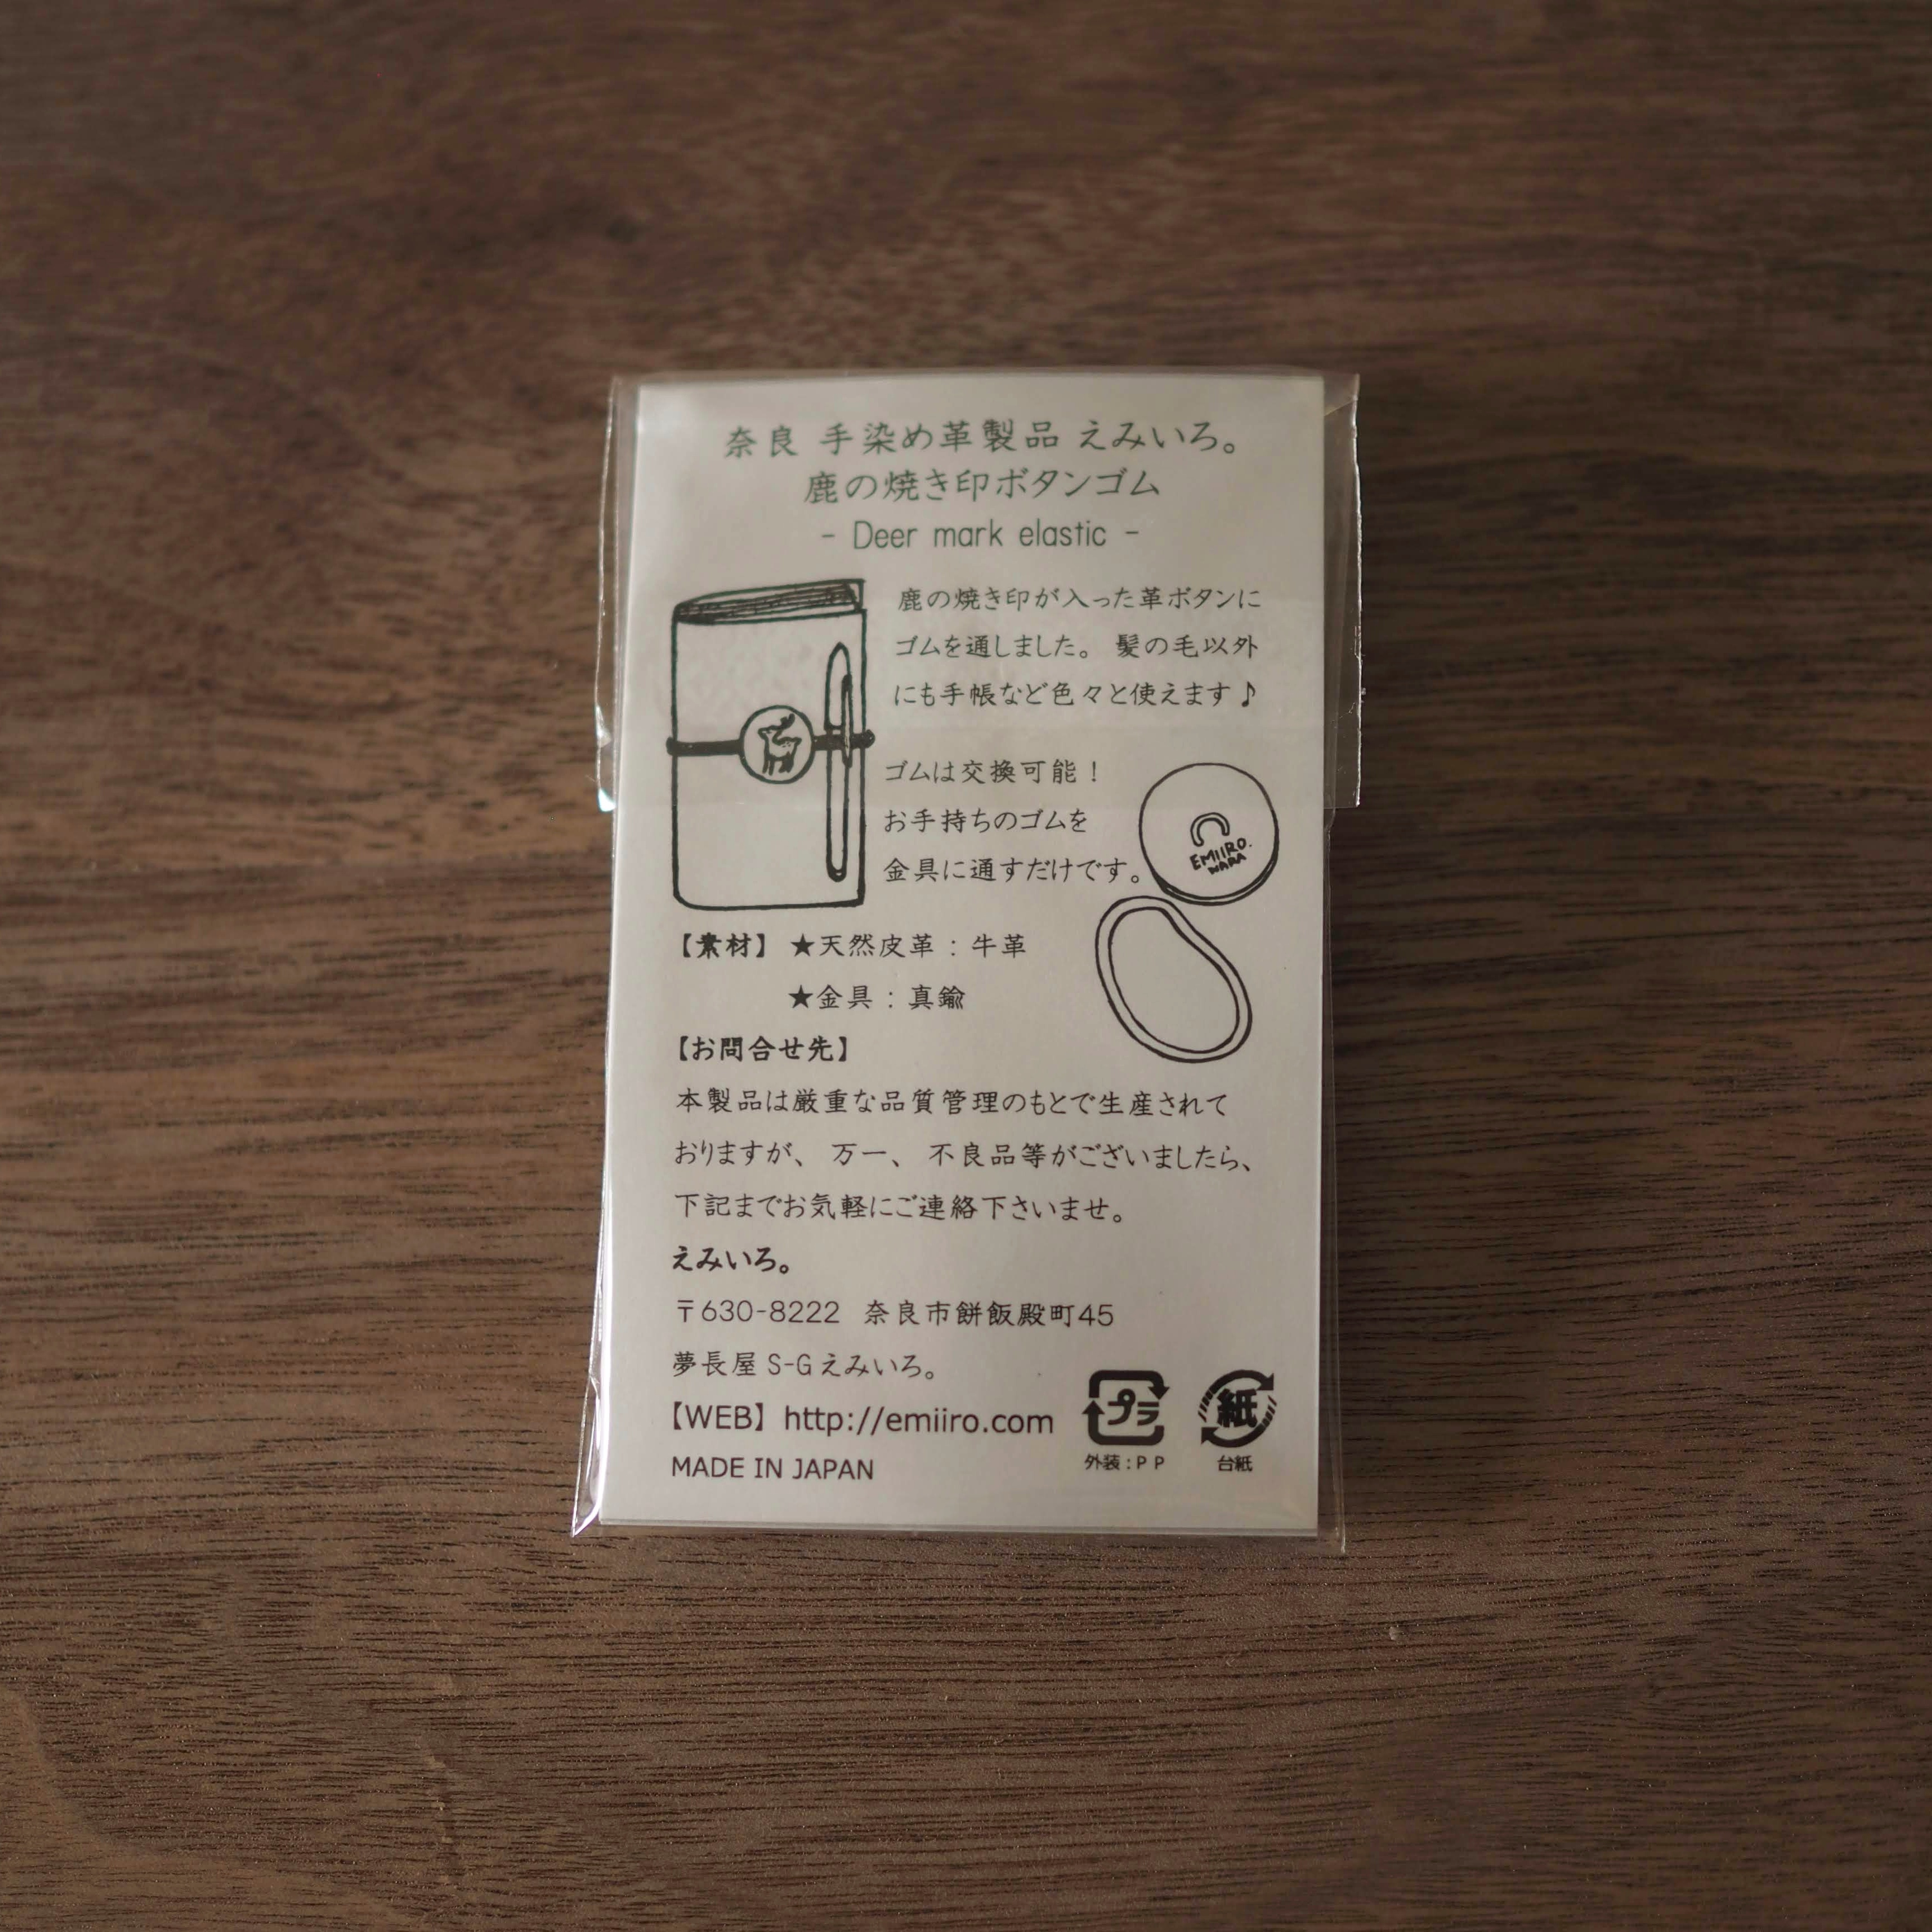 奈良 手染め革製品 えみいろ。
鹿の焼き印ボタンゴム
- Deer mark elastic -
鹿の焼き印が入った革ボタンに
ゴムを通しました。 髪の毛以外
にも手帳など色々と使えます♪
ゴムは交換可能！
お手持ちのゴムを
金具に通すだけです。
EMIIRO.
NARA
【素材】 ★天然皮革：牛革
★金具：真鍮
【お問合せ先】
本製品は厳重な品質管理のもとで生産されて
おりますが、 万一、 不良品等がございましたら、
下記までお気軽にご連絡下さいませ。
えみいろ。
〒630-8222 奈良市餅飯殿町45
夢長屋 S-Gえみいろ。
【WEB】 http://emiiro.com
MADE IN JAPAN
プラ
外装：PP
紙
台紙